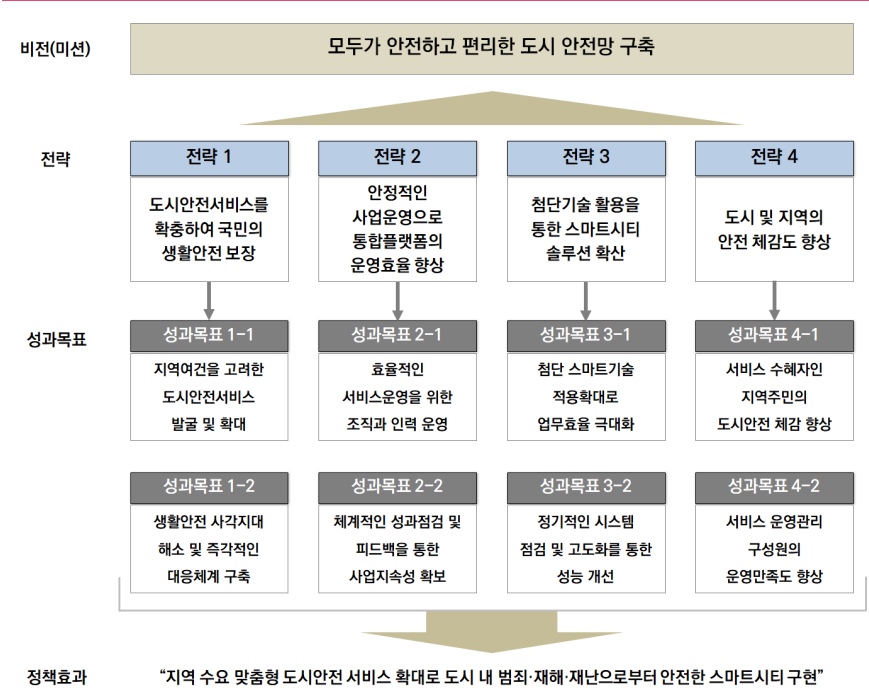 비전(미션)
모두가 안전하고 편리한 도시 안전망 구축
전략
전략 1
도시안전서비스를
확충하여 국민의
생활안전 보장
전략 2
안정적인
사업운영으로
통합플랫폼의
운영효율 향상
전략 3
첨단기술 활용을
통한 스마트시티
솔루션 확산
전략 4
도시 및 지역의
안전 체감도 향상
성과목표
성과목표 1-1
지역여건을 고려한
도시안전서비스
발굴 및 확대
성과목표 2-1
효율적인
서비스운영을 위한
조직과 인력 운영
성과목표 3-1
첨단 스마트기술
적용확대로
업무효율 극대화
성과목표 4-1
서비스 수혜자인
지역주민의
도시안전 체감 향상
성과목표 1-2
생활안전 사각지대
해소 및 즉각적인
대응체계 구축
성과목표 2-2
체계적인 성과점검 및
피드백을 통한
사업지속성 확보
성과목표 3-2
정기적인 시스템
점검 및 고도화를 통한
성능 개선
성과목표 4-2
서비스 운영관리
구성원의
운영만족도 향상
정책효과
“지역 수요 맞춤형 도시안전 서비스 확대로 도시 내 범죄·재해·재난으로부터 안전한 스마트시티 구현”